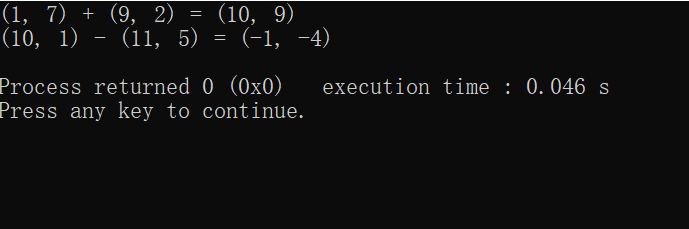 (1, 7) + (9, 2) = (10, 9)
(10, 1) - (11, 5) = (-1, -4)
Process returned 0 (0x0)   execution time : 0.046 s
Press any key to continue.